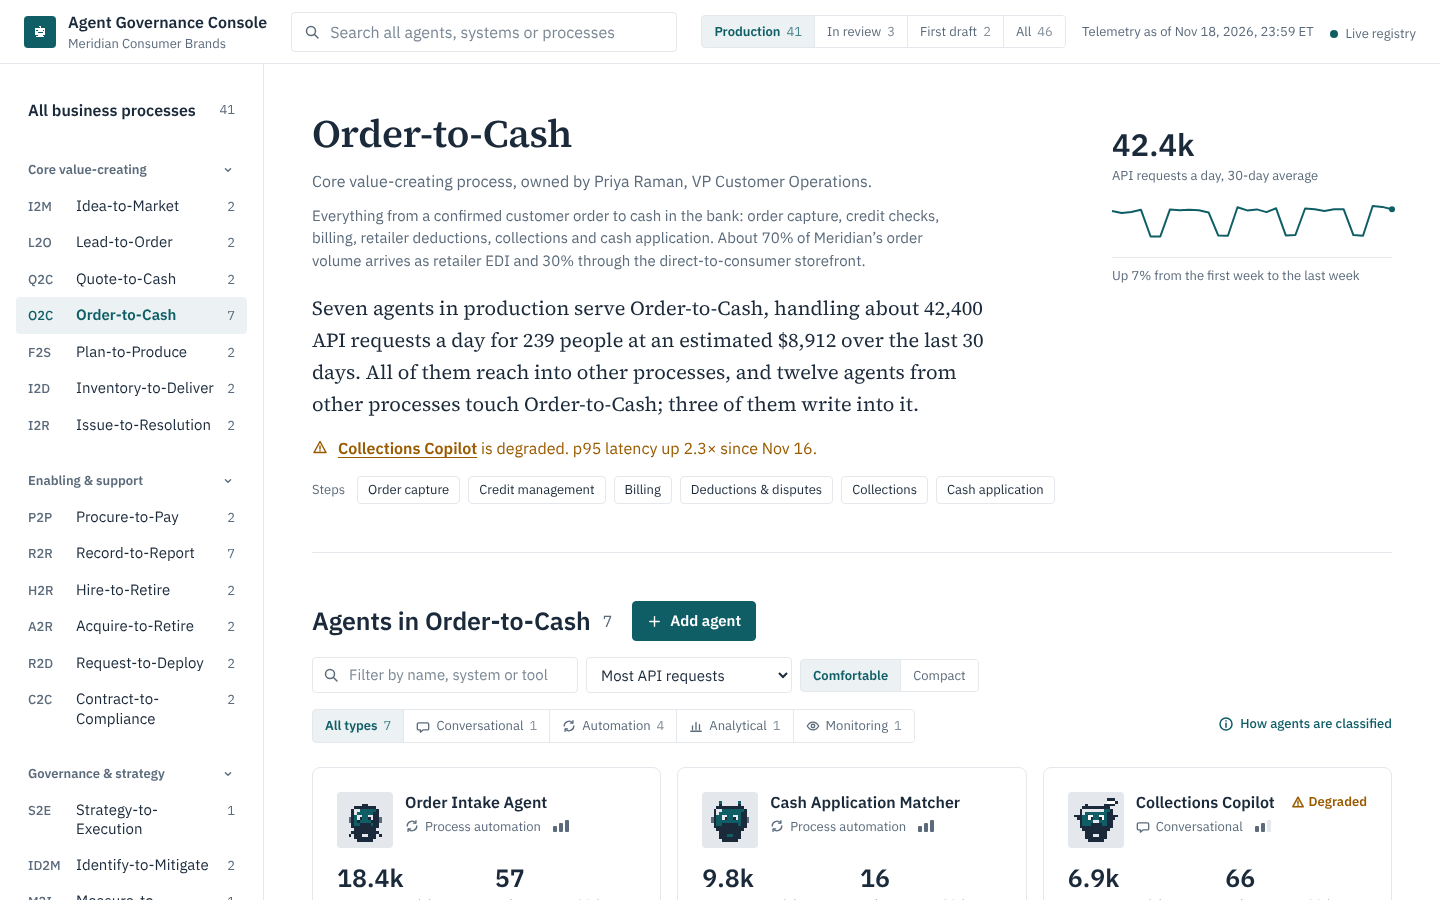 Agent Governance Console
Meridian Consumer Brands
Search all agents, systems or processes
Production 41
In review 3
First draft 2
All 46
Telemetry as of Nov 18, 2026, 23:59 ET
Live registry
All business processes 41
Core value-creating
I2M Idea-to-Market 2
L2O Lead-to-Order 2
Q2C Quote-to-Cash 2
O2C Order-to-Cash 7
F2S Plan-to-Produce 2
I2D Inventory-to-Deliver 2
I2R Issue-to-Resolution 2
Enabling & support
P2P Procure-to-Pay 2
R2R Record-to-Report 7
H2R Hire-to-Retire 2
A2R Acquire-to-Retire 2
R2D Request-to-Deploy 2
C2C Contract-to-Compliance 2
Governance & strategy
S2E Strategy-to-Execution 1
ID2M Identify-to-Mitigate 2
Order-to-Cash
Core value-creating process, owned by Priya Raman, VP Customer Operations.
Everything from a confirmed customer order to cash in the bank: order capture, credit checks,
billing, retailer deductions, collections and cash application. About 70% of Meridian’s order
volume arrives as retailer EDI and 30% through the direct-to-consumer storefront.
Seven agents in production serve Order-to-Cash, handling about 42,400
API requests a day for 239 people at an estimated $8,912 over the last 30
days. All of them reach into other processes, and twelve agents from
other processes touch Order-to-Cash; three of them write into it.
Collections Copilot is degraded. p95 latency up 2.3× since Nov 16.
Steps
Order capture
Credit management
Billing
Deductions & disputes
Collections
Cash application
42.4k
API requests a day, 30-day average
Up 7% from the first week to the last week
Agents in Order-to-Cash 7
+ Add agent
Filter by name, system or tool
Most API requests
Comfortable
Compact
All types 7
Conversational 1
Automation 4
Analytical 1
Monitoring 1
How agents are classified
Order Intake Agent
Process automation
18.4k 57
Cash Application Matcher
Process automation
9.8k 16
Collections Copilot
Degraded
Conversational
6.9k 66